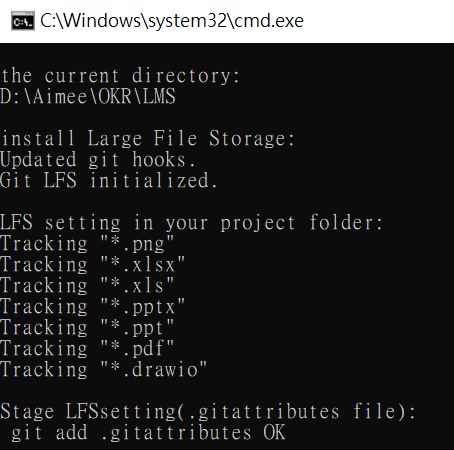 C:\Windows\system32\cmd.exe
the current directory:
D:\Aimee\OKR\LMS
install Large File Storage:
Updated git hooks.
Git LFS initialized.
LFS setting in your project folder:
Tracking "*.png"
Tracking "*.xlsx"
Tracking "*.xls"
Tracking "*.pptx"
Tracking "*.ppt"
Tracking "*.pdf"
Tracking "*.drawio"
Stage LFSsetting(.gitattributes file):
 git add .gitattributes OK